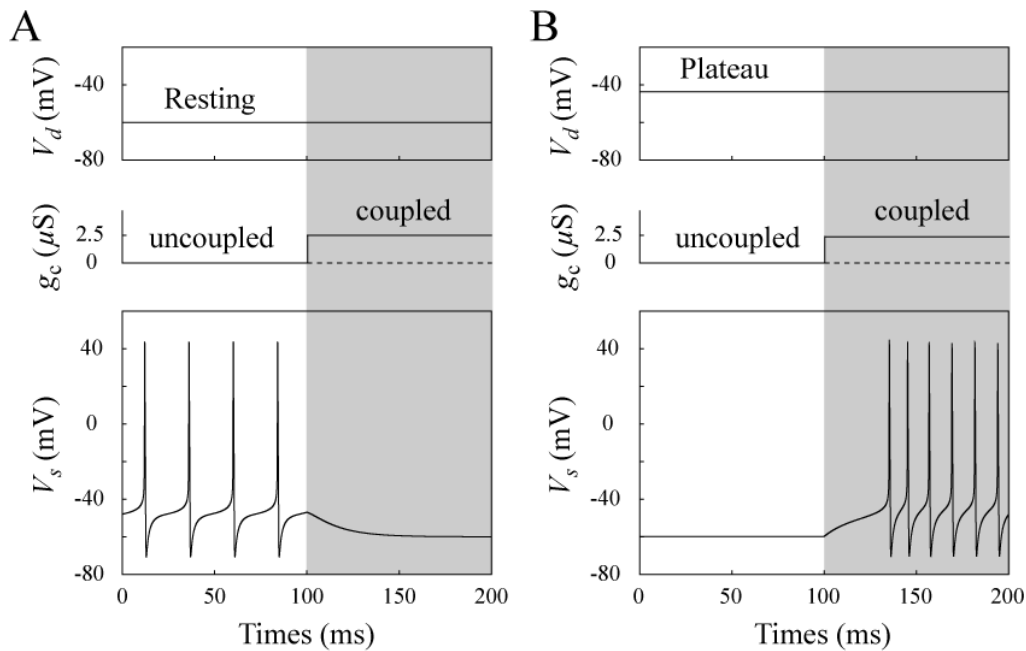 A
B
V_d (mV)
-40
-80
Resting
V_d (mV)
-40
-80
Plateau
g_c (μS)
2.5
0
uncoupled
coupled
g_c (μS)
2.5
0
uncoupled
coupled
V_s (mV)
40
0
-40
-80
0 50 100 150 200
Times (ms)
V_s (mV)
40
0
-40
-80
0 50 100 150 200
Times (ms)